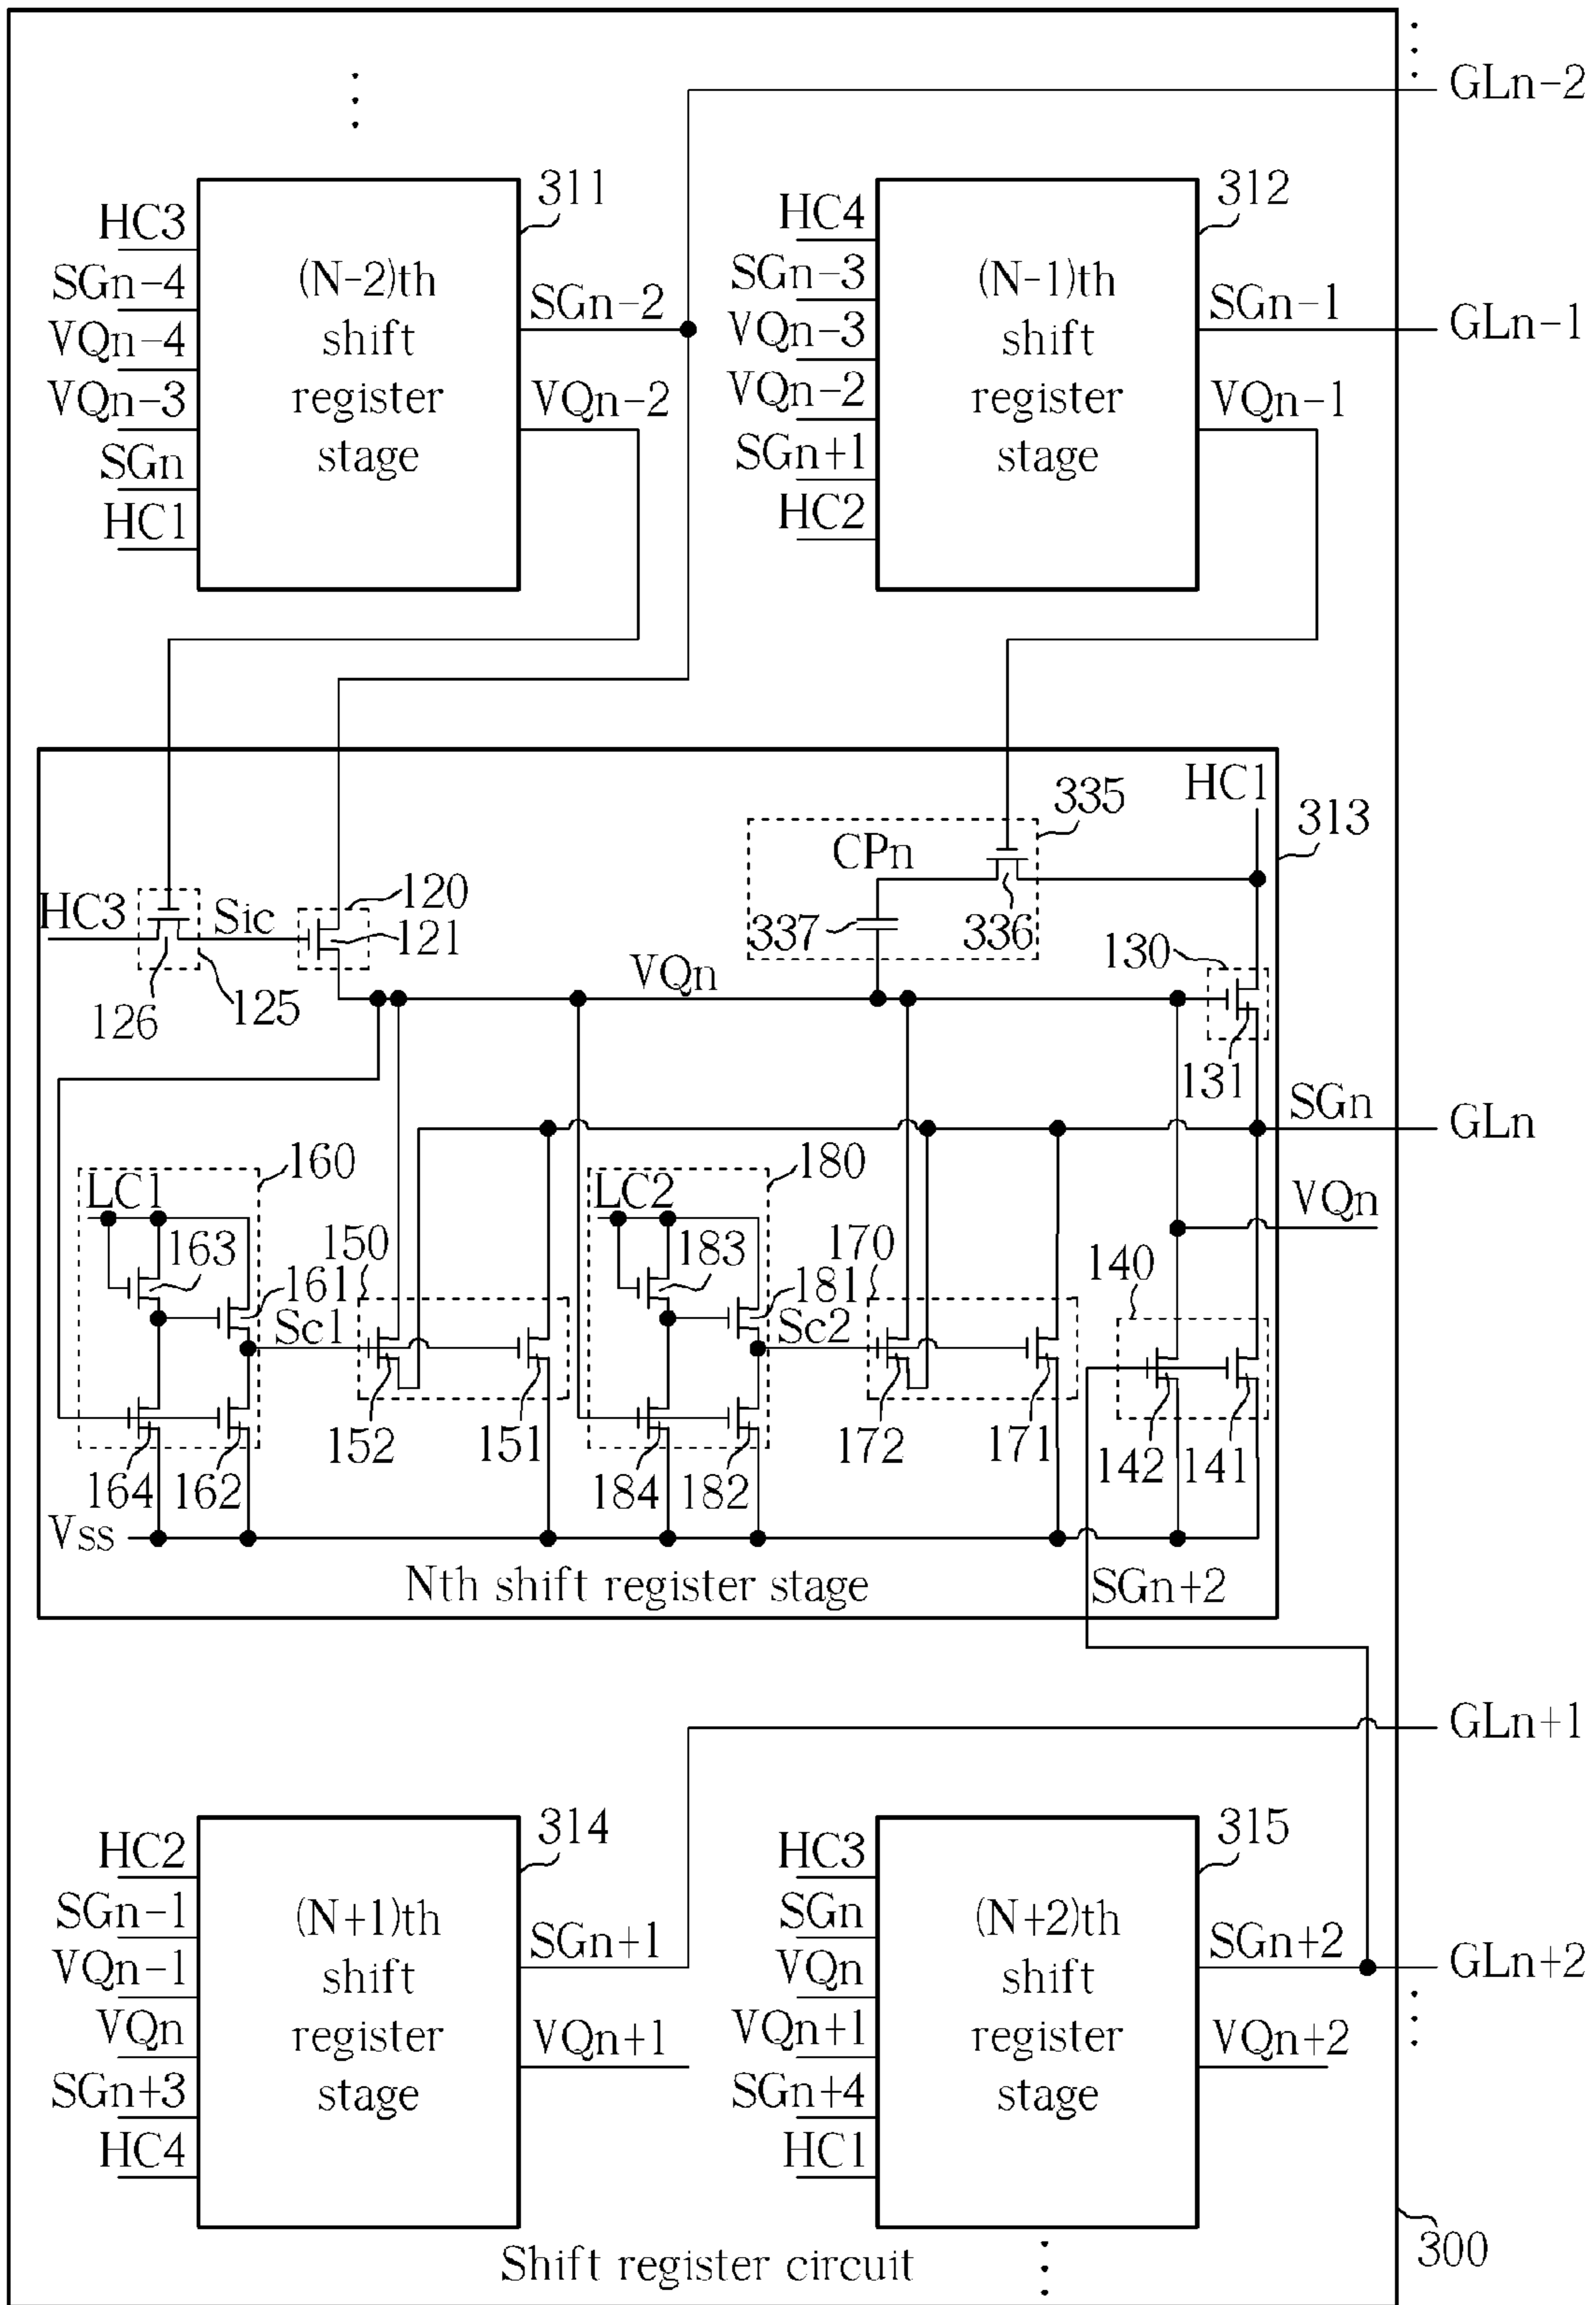 GLn-2
311
HC3
SGn-4
VQn-4
VQn-3
SGn
HC1
(N-2)th
shift
register
stage
SGn-2
VQn-2
312
HC4
SGn-3
VQn-3
VQn-2
SGn+1
HC2
(N-1)th
shift
register
stage
SGn-1
VQn-1
GLn-1
HC1
335
313
CPn
337
336
HC3
Sic
120
121
126
125
VQn
130
131
SGn
GLn
160
LC1
163
161
150
Sc1
152
151
164
162
180
LC2
183
181
170
Sc2
172
171
184
182
VQn
140
142
141
Vss
Nth shift register stage
SGn+2
GLn+1
314
HC2
SGn-1
VQn-1
VQn
SGn+3
HC4
(N+1)th
shift
register
stage
SGn+1
VQn+1
315
HC3
SGn
VQn
VQn+1
SGn+4
HC1
(N+2)th
shift
register
stage
SGn+2
VQn+2
GLn+2
Shift register circuit
300